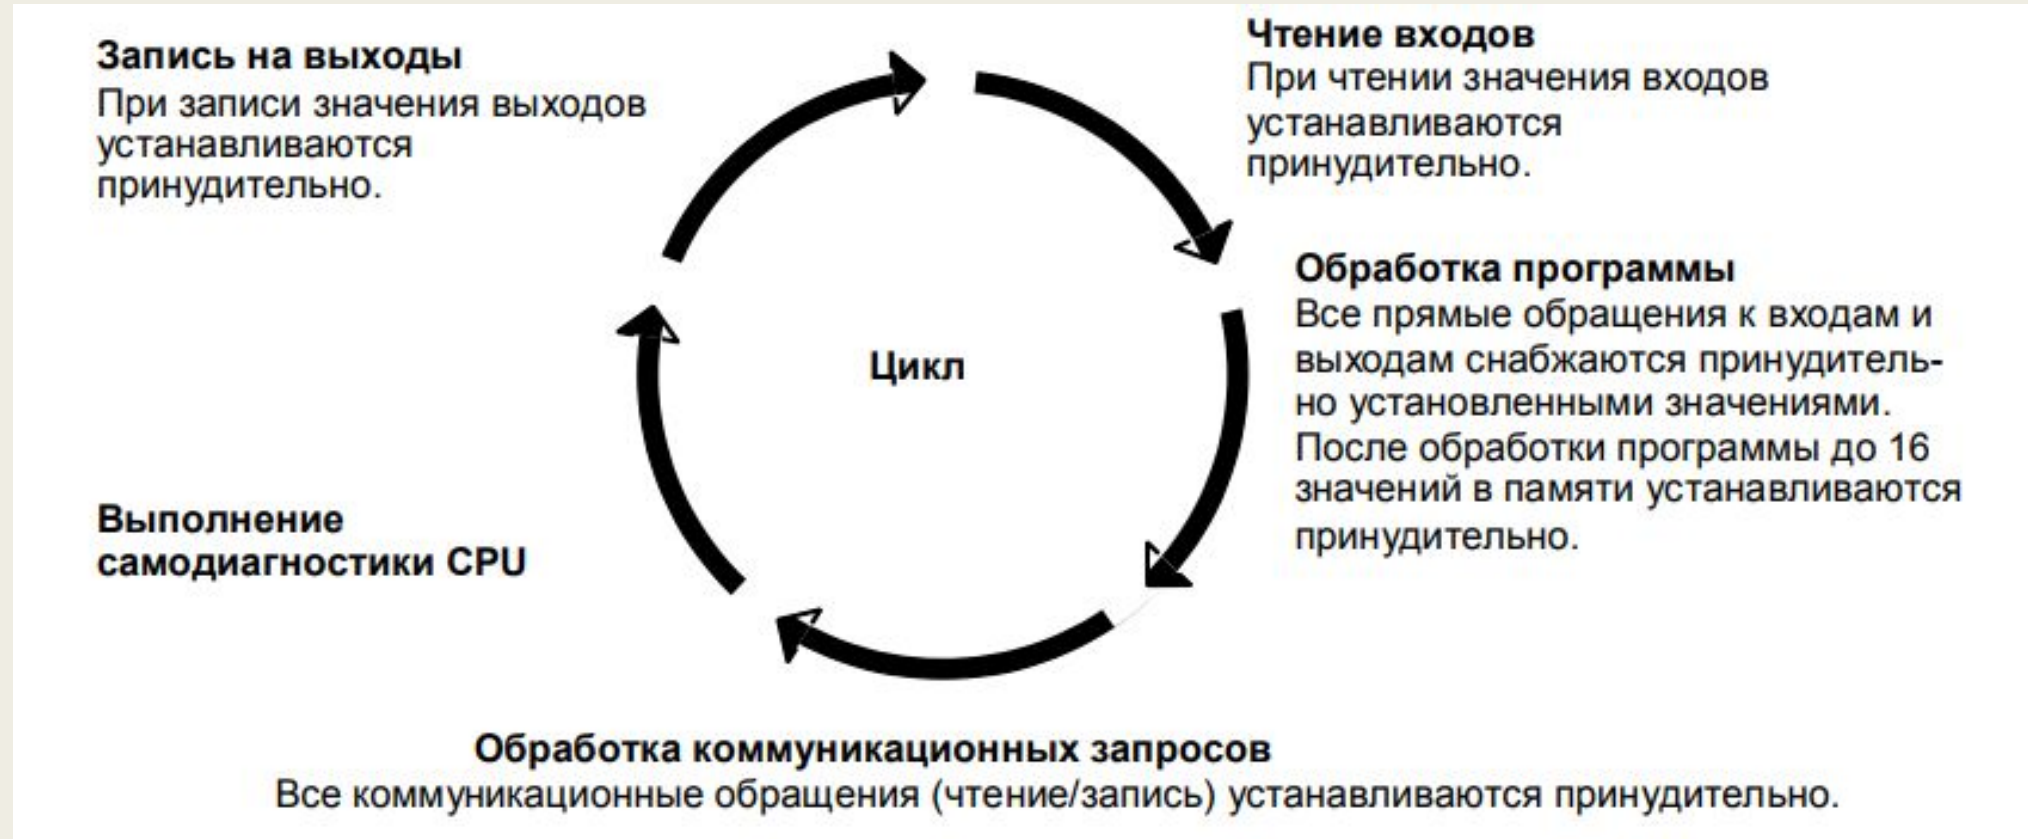 Запись на выходы
При записи значения выходов
устанавливаются
принудительно.
Чтение входов
При чтении значения входов
устанавливаются
принудительно.
Обработка программы
Все прямые обращения к входам и
выходам снабжаются принудитель-
но установленными значениями.
После обработки программы до 16
значений в памяти устанавливаются
принудительно.
Цикл
Выполнение
самодиагностики CPU
Обработка коммуникационных запросов
Все коммуникационные обращения (чтение/запись) устанавливаются принудительно.